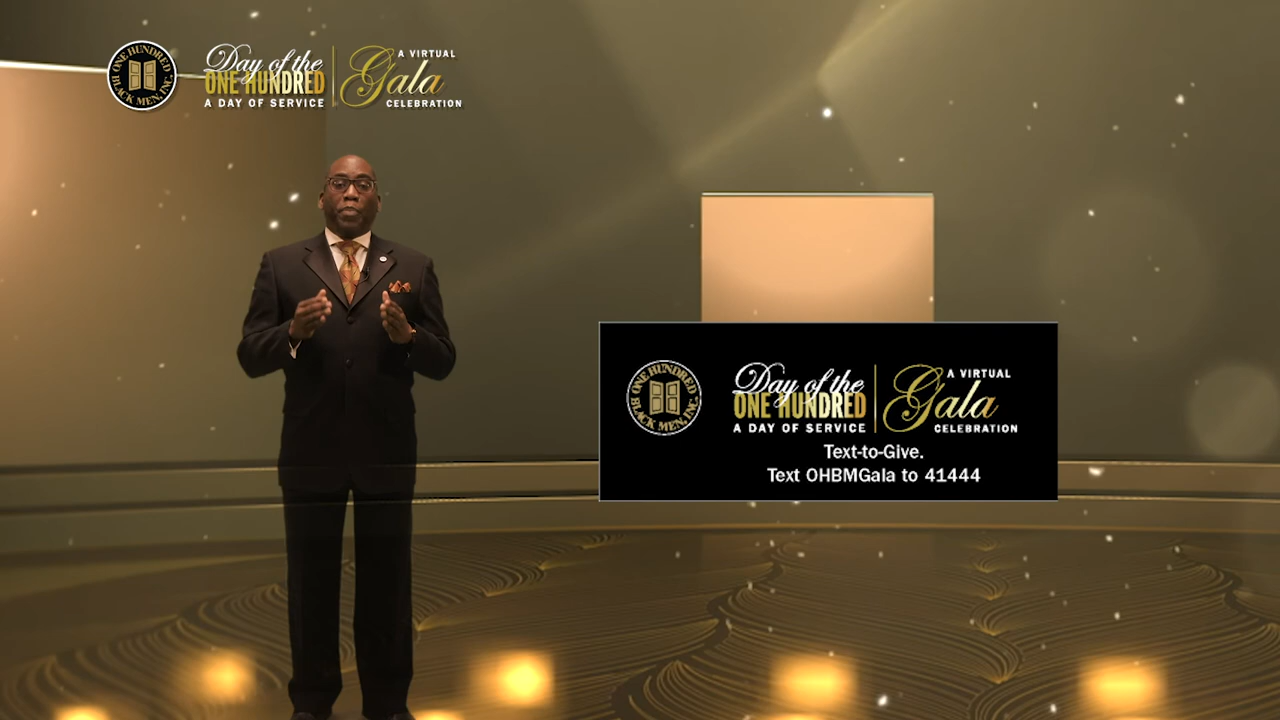 ONE HUNDRED
BLACK MEN, INC.
Day of the
ONE HUNDRED
A DAY OF SERVICE
A VIRTUAL
Gala
CELEBRATION
ONE HUNDRED
BLACK MEN, INC.
Day of the
ONE HUNDRED
A DAY OF SERVICE
A VIRTUAL
Gala
CELEBRATION
Text-to-Give.
Text OHBMGala to 41444